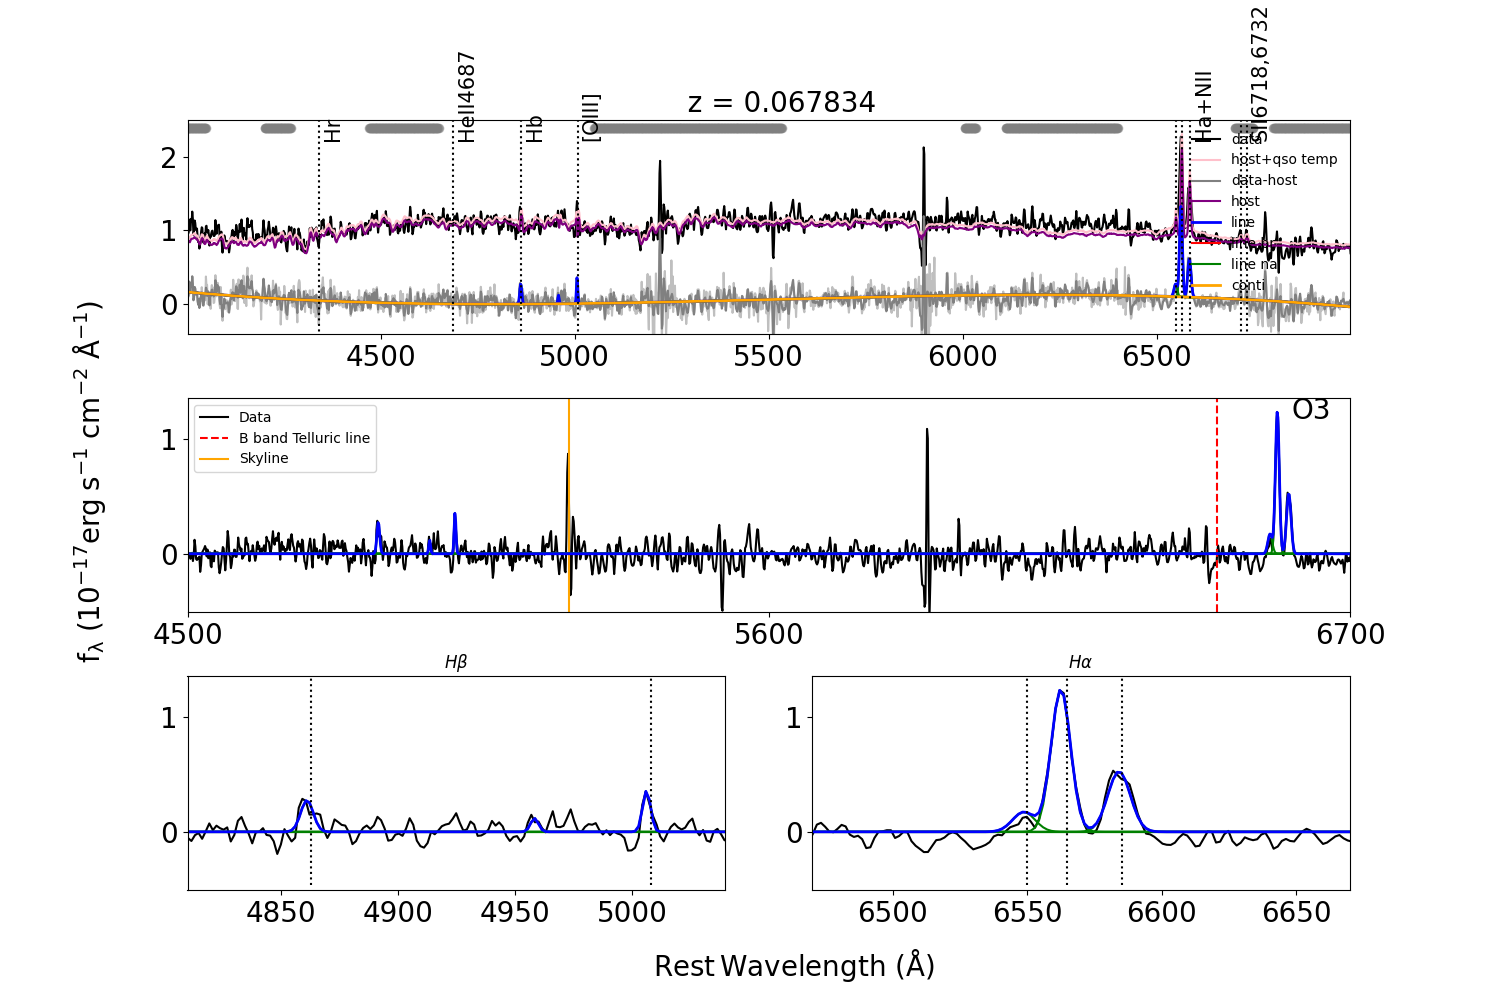 z = 0.067834
Hr
HeII4687
Hb
[OIII]
Ha+NII
SII6718,6732
data
host+qso temp
data-host
host
line
line na
conti
2
1
0
4500
5000
5500
6000
6500
fλ (10⁻¹⁷erg s⁻¹ cm⁻² Å⁻¹)
Data
B band Telluric line
Skyline
O3
1
0
4500
5600
6700
Hβ
1
0
4850
4900
4950
5000
Hα
1
0
6500
6550
6600
6650
Rest Wavelength (Å)